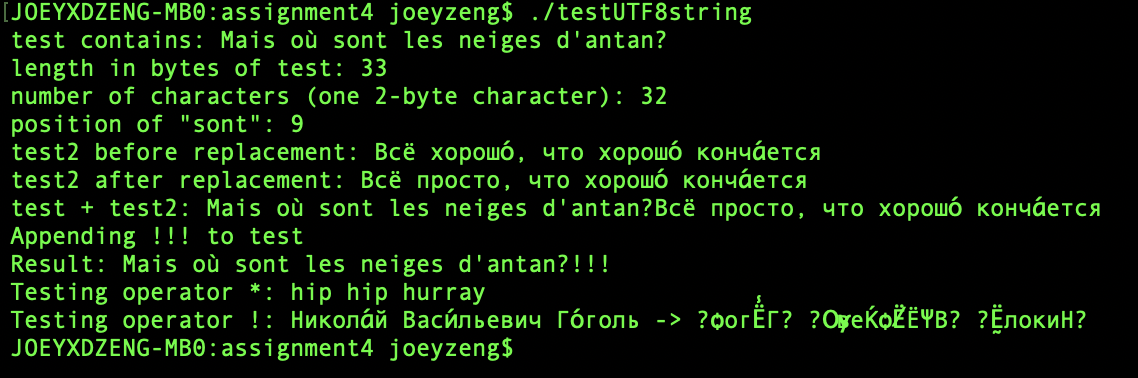 [JOEYXDZENG-MB0:assignment4 joeyzeng$ ./testUTF8string
test contains: Mais où sont les neiges d'antan?
length in bytes of test: 33
number of characters (one 2-byte character): 32
position of "sont": 9
test2 before replacement: Всё хорошо́, что хорошо́ конча́ется
test2 after replacement: Всё просто, что хорошо́ конча́ется
test + test2: Mais où sont les neiges d'antan?Всё просто, что хорошо́ конча́ется
Appending !!! to test
Result: Mais où sont les neiges d'antan?!!!
Testing operator *: hip hip hurray
Testing operator !: Никола́й Васи́льевич Го́голь ->
JOEYXDZENG-MB0:assignment4 joeyzeng$